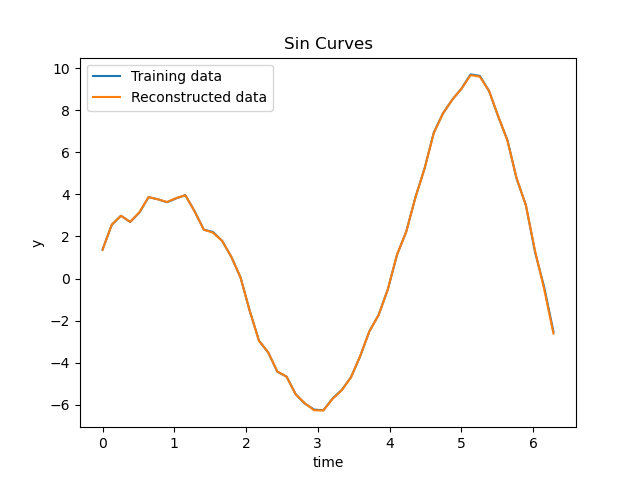 Sin Curves
Training data
Reconstructed data
10
8
6
4
2
0
−2
−4
−6
y
0 1 2 3 4 5 6
time